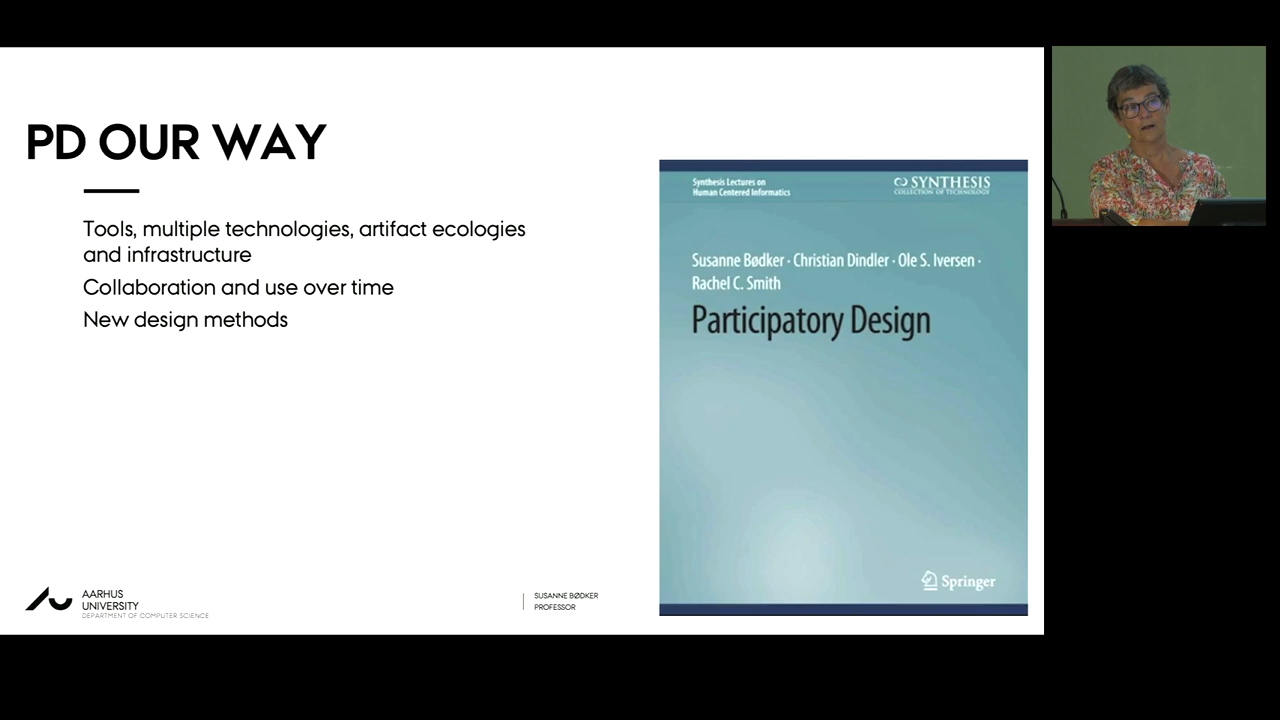 PD OUR WAY
Tools, multiple technologies, artifact ecologies
and infrastructure
Collaboration and use over time
New design methods
Synthesis Lectures on
Human Centered Informatics
SYNTHESIS
COLLECTION OF TECHNOLOGY
Susanne Bødker · Christian Dindler · Ole S. Iversen ·
Rachel C. Smith
Participatory Design
Springer
AARHUS
UNIVERSITY
DEPARTMENT OF COMPUTER SCIENCE
SUSANNE BØDKER
PROFESSOR